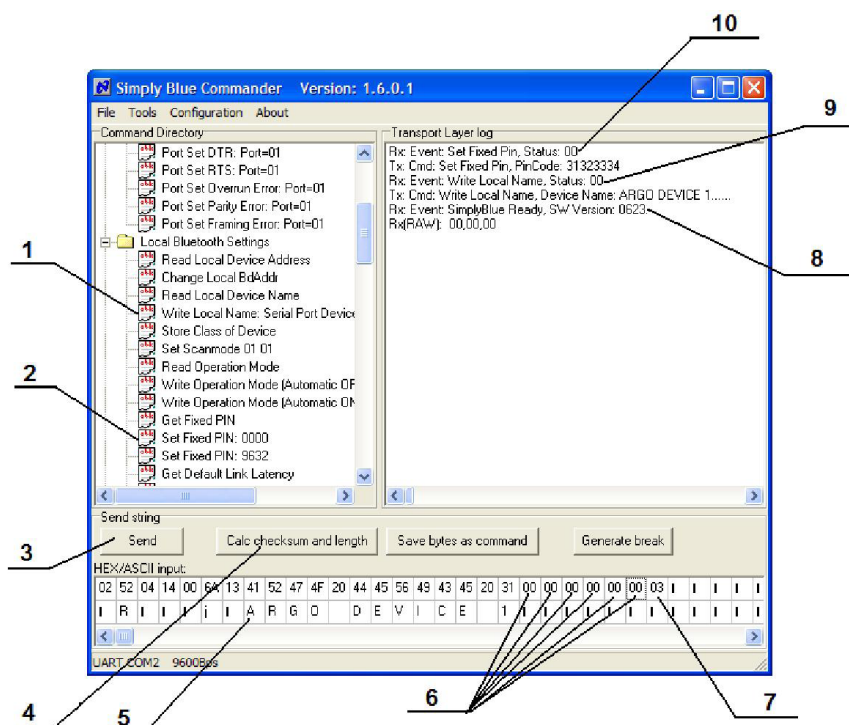 10
Simply Blue Commander Version: 1.6.0.1
9
File Tools Configuration About
Command Directory
Transport Layer log
Port Set DTR: Port=01
Port Set RTS: Port=01
Port Set Overrun Error: Port=01
Port Set Parity Error: Port=01
Port Set Framing Error: Port=01
Local Bluetooth Settings
Read Local Device Address
Change Local BdAddr
Read Local Device Name
Write Local Name: Serial Port Device
Store Class of Device
Set Scanmode 01 01
Read Operation Mode
Write Operation Mode (Automatic OF
Write Operation Mode (Automatic ON
Get Fixed PIN
Set Fixed PIN: 0000
Set Fixed PIN: 9632
Get Default Link Latency
Rx: Event: Set Fixed Pin, Status: 00
Tx: Cmd: Set Fixed Pin, PinCode: 31323334
Rx: Event: Write Local Name, Status: 00
Tx: Cmd: Write Local Name, Device Name: ARGO DEVICE 1......
Rx: Event: SimplyBlue Ready, SW Version: 0623
Rx(RAW): 00,00,00
1
2
8
Send string
3
Send
Calc checksum and length
Save bytes as command
Generate break
HEX/ASCII input:
02 52 04 14 00 6A 13 41 52 47 4F 20 44 45 56 49 43 45 20 31 00 00 00 00 00 00 03
R j A R G O D E V I C E 1
UART:COM2 9600Bps
4
5
6
7